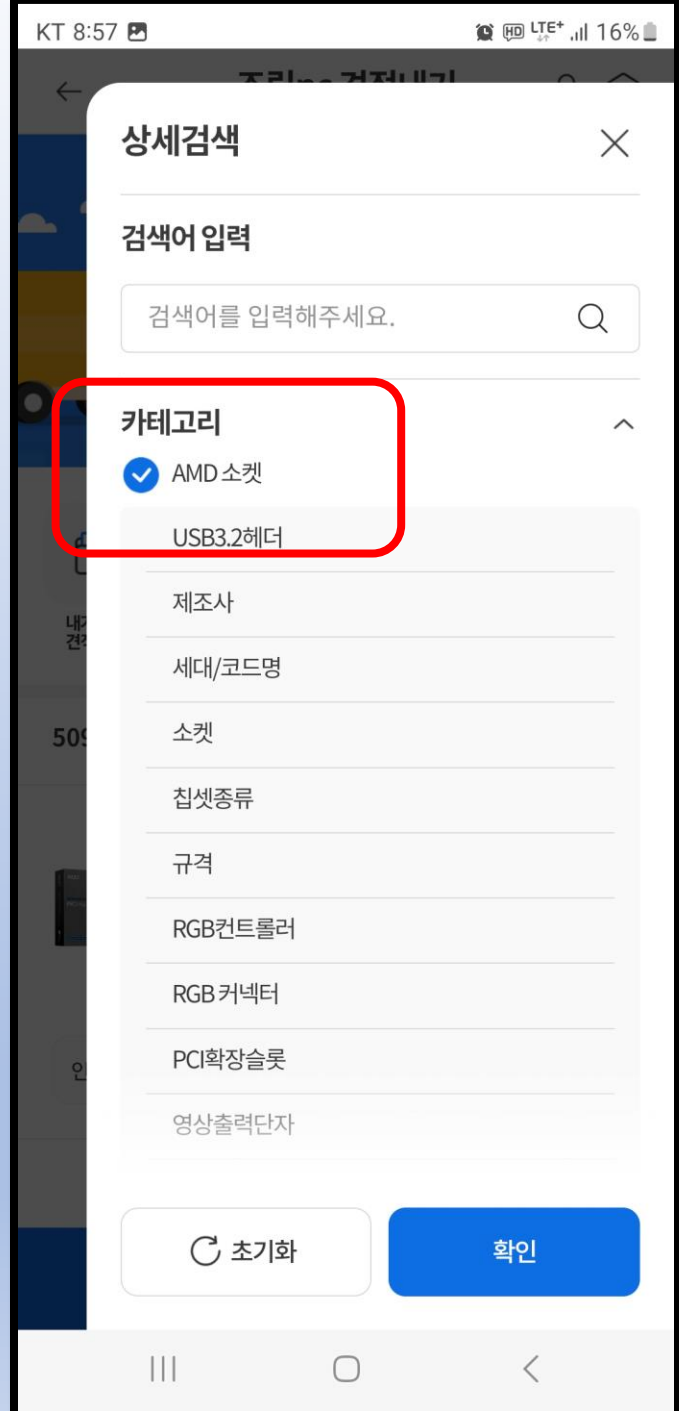 KT 8:57
LTE+ 16%
상세검색
검색어 입력
검색어를 입력해주세요.
카테고리
AMD 소켓
USB3.2헤더
제조사
세대/코드명
소켓
칩셋종류
규격
RGB컨트롤러
RGB 커넥터
PCI확장슬롯
영상출력단자
초기화
확인
509